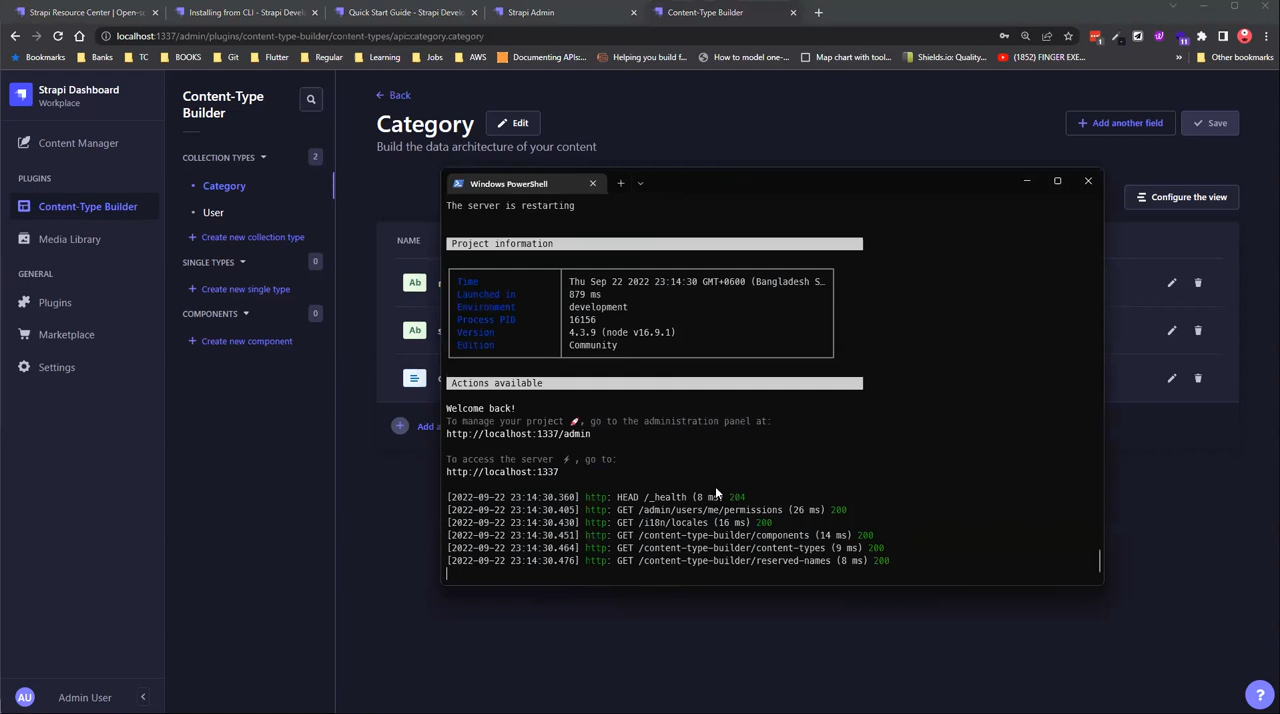 Strapi Resource Center | Open-sc
Installing from CLI - Strapi Devel
Quick Start Guide - Strapi Develo
Strapi Admin
Content-Type Builder
localhost:1337/admin/plugins/content-type-builder/content-types/api:category.category
Bookmarks
Banks
TC
BOOKS
Git
Flutter
Regular
Learning
Jobs
AWS
Documenting APIs:...
Helping you build f...
How to model one-...
Map chart with tool...
Shields.io: Quality...
(1852) FINGER EXE...
»
Other bookmarks
Strapi Dashboard
Workplace
Content Manager
PLUGINS
Content-Type Builder
Media Library
GENERAL
Plugins
Marketplace
Settings
AU
Admin User
Content-Type
Builder
COLLECTION TYPES
2
Category
User
Create new collection type
SINGLE TYPES
0
Create new single type
COMPONENTS
0
Create new component
Back
Category
Edit
Add another field
Save
Build the data architecture of your content
Configure the view
NAME
Ab
Ab
Windows PowerShell
The server is restarting
Project information
Time Thu Sep 22 2022 23:14:30 GMT+0600 (Bangladesh S…
Launched in 879 ms
Environment development
Process PID 16156
Version 4.3.9 (node v16.9.1)
Edition Community
Actions available
Welcome back!
To manage your project 🚀, go to the administration panel at:
http://localhost:1337/admin
To access the server ⚡, go to:
http://localhost:1337
[2022-09-22 23:14:30.360] http: HEAD /_health (8 ms) 204
[2022-09-22 23:14:30.405] http: GET /admin/users/me/permissions (26 ms) 200
[2022-09-22 23:14:30.430] http: GET /i18n/locales (16 ms) 200
[2022-09-22 23:14:30.451] http: GET /content-type-builder/components (14 ms) 200
[2022-09-22 23:14:30.464] http: GET /content-type-builder/content-types (9 ms) 200
[2022-09-22 23:14:30.476] http: GET /content-type-builder/reserved-names (8 ms) 200
?